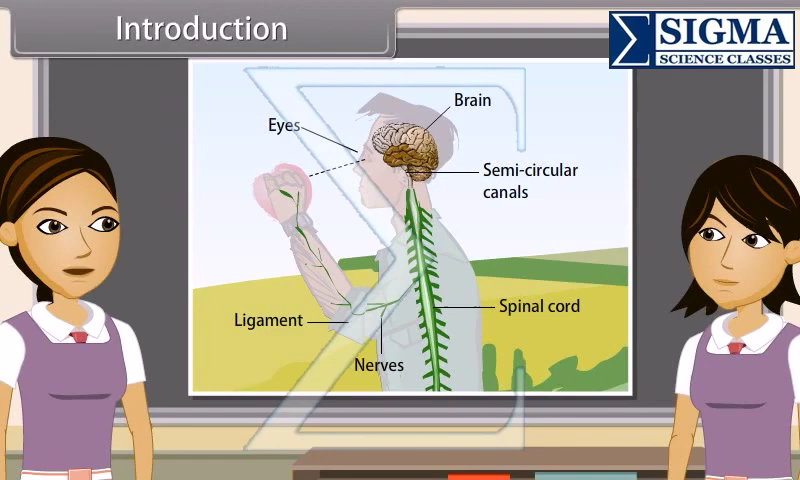 Introduction
SIGMA
SCIENCE CLASSES
Brain
Eyes
Semi-circular
canals
Ligament
Spinal cord
Nerves